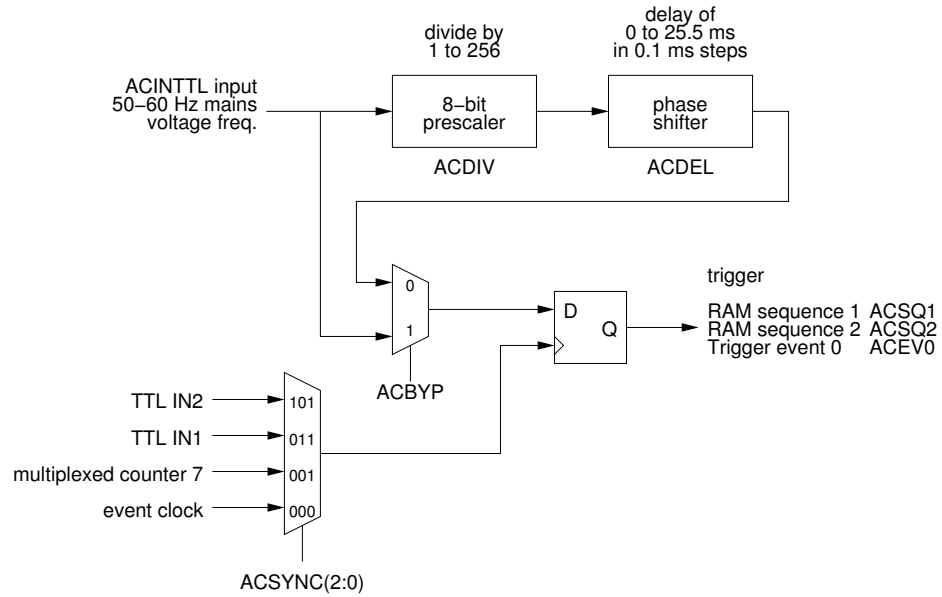 divide by
1 to 256
delay of
0 to 25.5 ms
in 0.1 ms steps
ACINTTL input
50–60 Hz mains
voltage freq.
8–bit
prescaler
phase
shifter
ACDIV
ACDEL
0
1
ACBYP
D
Q
trigger
RAM sequence 1 ACSQ1
RAM sequence 2 ACSQ2
Trigger event 0 ACEV0
TTL IN2
101
TTL IN1
011
multiplexed counter 7
001
event clock
000
ACSYNC(2:0)